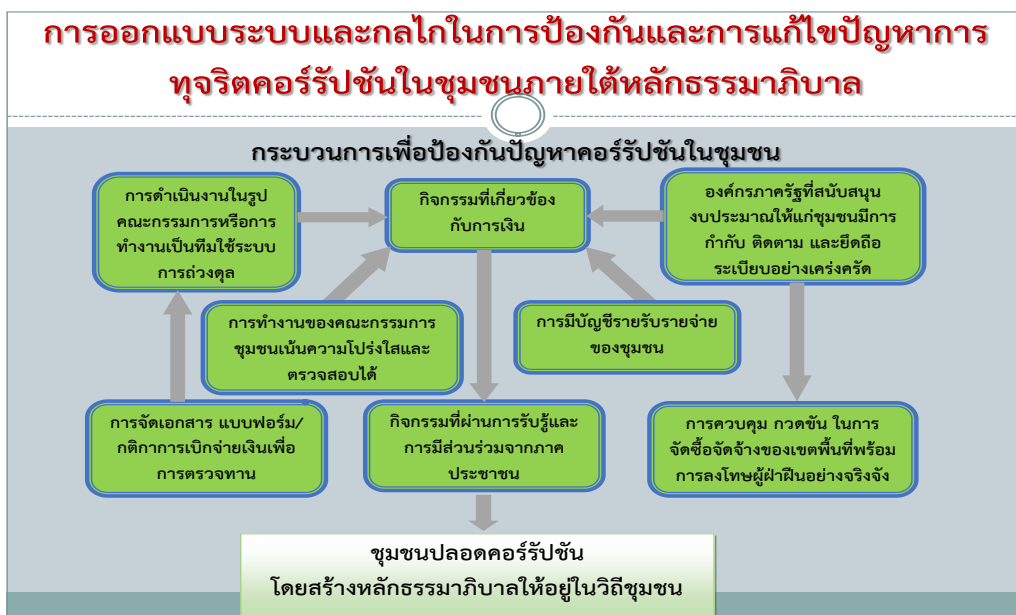 การออกแบบระบบและกลไกในการป้องกันและการแก้ไขปัญหาการ
ทุจริตคอร์รัปชันในชุมชนภายใต้หลักธรรมาภิบาล
กระบวนการเพื่อป้องกันปัญหาคอร์รัปชันในชุมชน
การดำเนินงานในรูป
คณะกรรมการหรือการ
ทำงานเป็นทีมใช้ระบบ
การถ่วงดุล
กิจกรรมที่เกี่ยวข้อง
กับการเงิน
องค์กรภาครัฐที่สนับสนุน
งบประมาณให้แก่ชุมชนมีการ
กำกับ ติดตาม และยึดถือ
ระเบียบอย่างเคร่งครัด
การทำงานของคณะกรรมการ
ชุมชนเน้นความโปร่งใสและ
ตรวจสอบได้
การมีบัญชีรายรับรายจ่าย
ของชุมชน
การจัดเอกสาร แบบฟอร์ม/
กติกาการเบิกจ่ายเงินเพื่อ
การตรวจทาน
กิจกรรมที่ผ่านการรับรู้และ
การมีส่วนร่วมจากภาค
ประชาชน
การควบคุม กวดขัน ในการ
จัดซื้อจัดจ้างของเขตพื้นที่พร้อม
การลงโทษผู้ฝ่าฝืนอย่างจริงจัง
ชุมชนปลอดคอร์รัปชัน
โดยสร้างหลักธรรมาภิบาลให้อยู่ในวิถีชุมชน